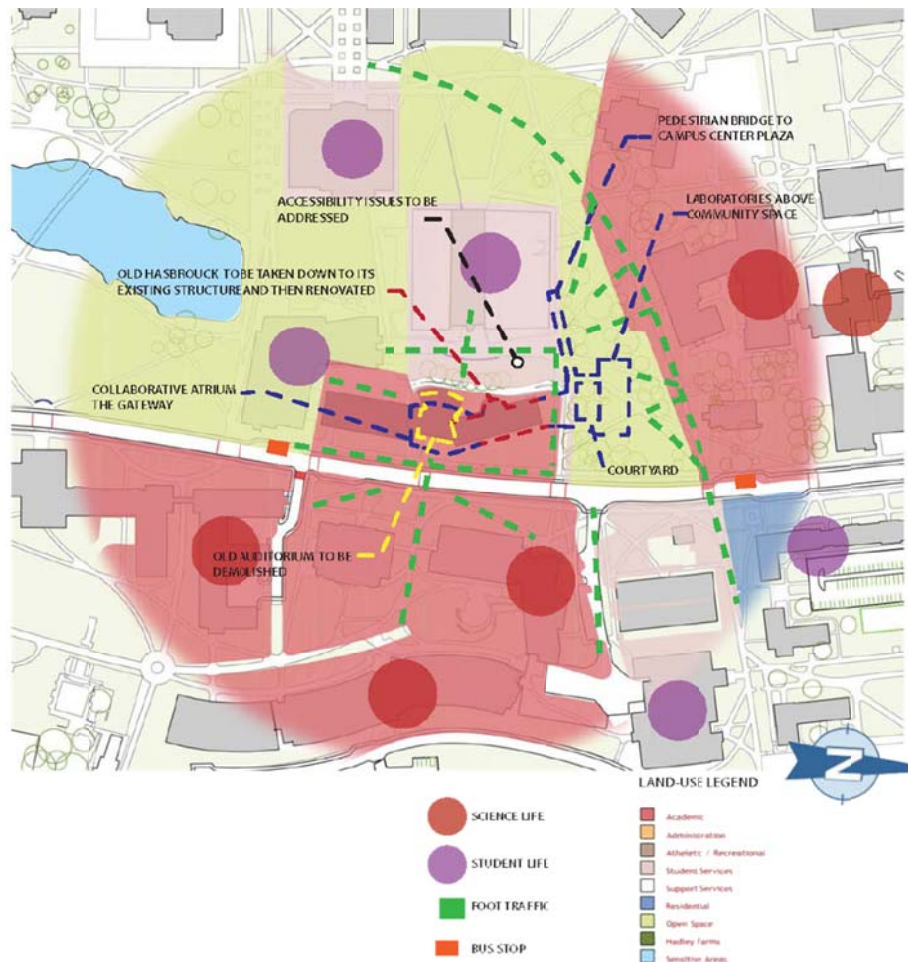 PEDESTRIAN BRIDGE TO
CAMPUS CENTER PLAZA
ACCESSIBILITY ISSUES TO BE
ADDRESSED
LABORATORIES ABOVE
COMMUNITY SPACE
OLD HASBROUCK TO BE TAKEN DOWN TO ITS
EXISTING STRUCTURE AND THEN RENOVATED
COLLABORATIVE ATRIUM
THE GATEWAY
COURTYARD
OLD AUDITORIUM TO BE
DEMOLISHED
N
LAND-USE LEGEND
SCIENCE LIFE
STUDENT LIFE
FOOT TRAFFIC
BUS STOP
Academic
Administration
Atheletic / Recreational
Student Services
Support Services
Residential
Open Space
Hadley Farms
Sensitive Areas